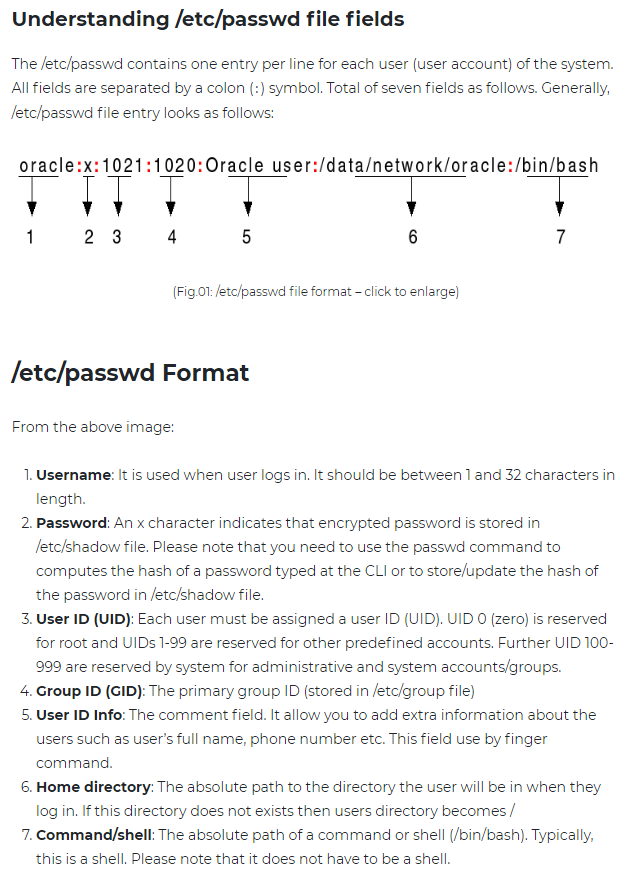 Understanding /etc/passwd file fields
The /etc/passwd contains one entry per line for each user (user account) of the system.
All fields are separated by a colon (:) symbol. Total of seven fields as follows. Generally,
/etc/passwd file entry looks as follows:
oracle:x:1021:1020:Oracle user:/data/network/oracle:/bin/bash
1 2 3 4 5 6 7
(Fig.01: /etc/passwd file format – click to enlarge)
/etc/passwd Format
From the above image:
1. Username: It is used when user logs in. It should be between 1 and 32 characters in
length.
2. Password: An x character indicates that encrypted password is stored in
/etc/shadow file. Please note that you need to use the passwd command to
computes the hash of a password typed at the CLI or to store/update the hash of
the password in /etc/shadow file.
3. User ID (UID): Each user must be assigned a user ID (UID). UID 0 (zero) is reserved
for root and UIDs 1-99 are reserved for other predefined accounts. Further UID 100-
999 are reserved by system for administrative and system accounts/groups.
4. Group ID (GID): The primary group ID (stored in /etc/group file)
5. User ID Info: The comment field. It allow you to add extra information about the
users such as user's full name, phone number etc. This field use by finger
command.
6. Home directory: The absolute path to the directory the user will be in when they
log in. If this directory does not exists then users directory becomes /
7. Command/shell: The absolute path of a command or shell (/bin/bash). Typically,
this is a shell. Please note that it does not have to be a shell.